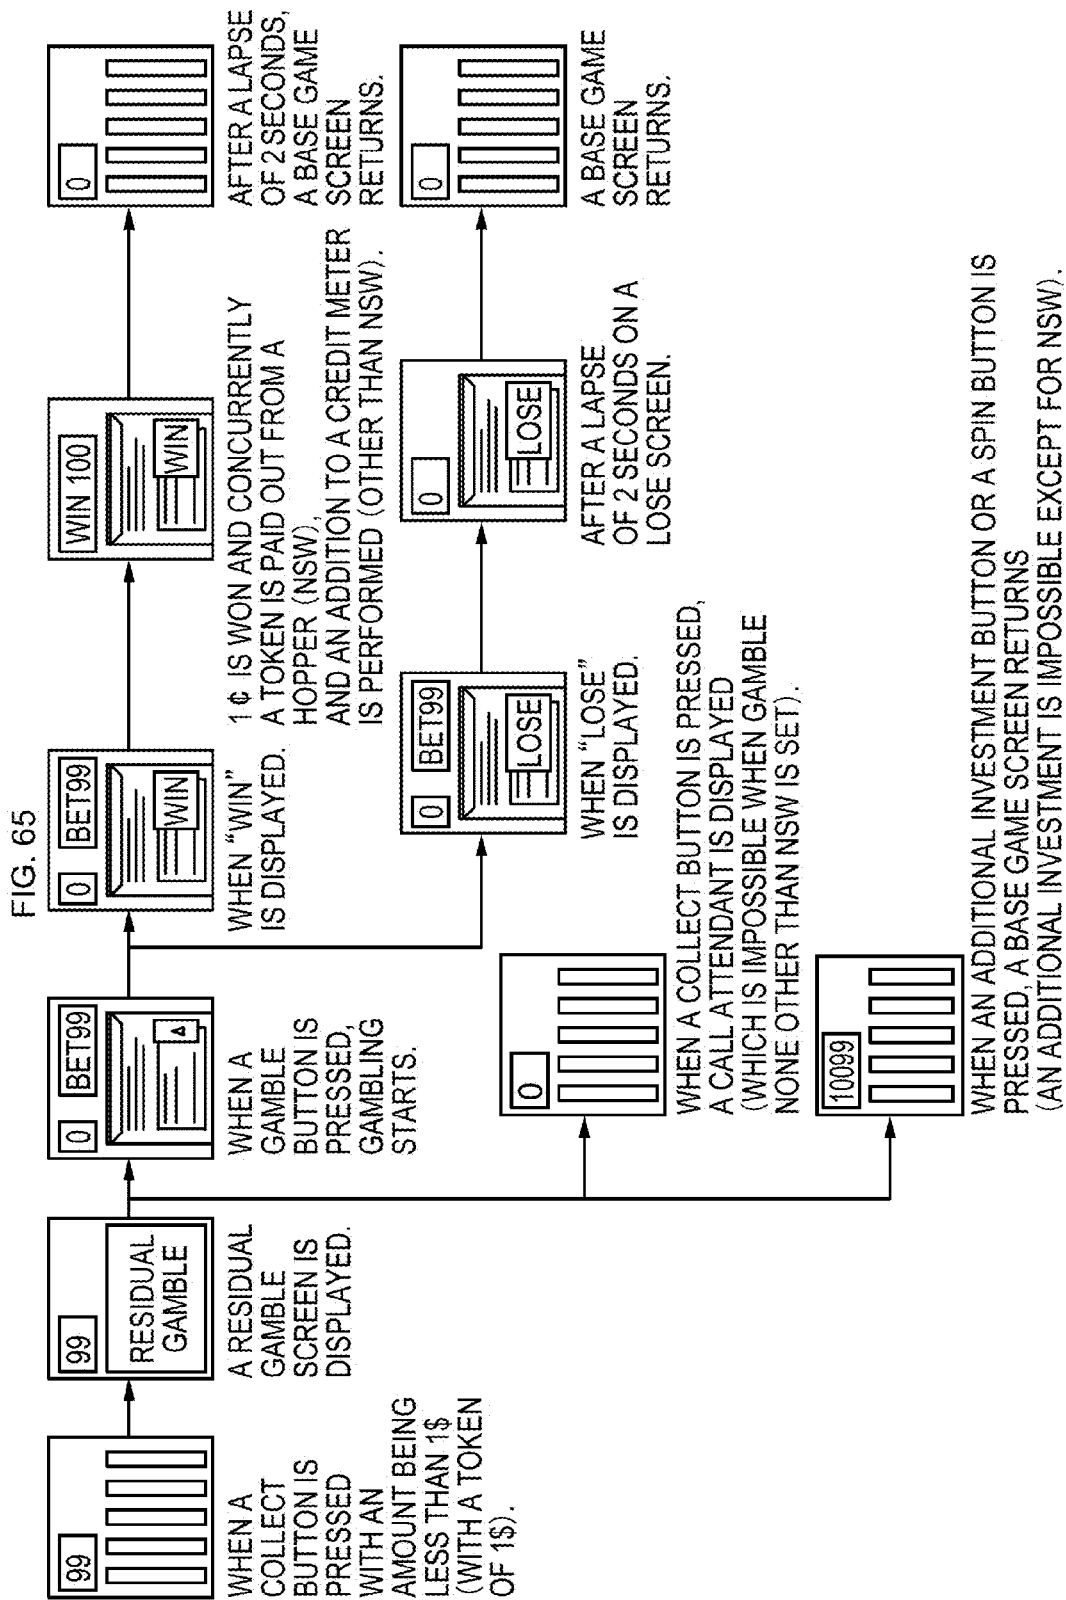 FIG. 65
99
WHEN A
COLLECT
BUTTON IS
PRESSED
WITH AN
AMOUNT BEING
LESS THAN 1$
(WITH A TOKEN
OF 1$).
99
RESIDUAL
GAMBLE
A RESIDUAL
GAMBLE
SCREEN IS
DISPLAYED.
0
BET99
WHEN A
GAMBLE
BUTTON IS
PRESSED,
GAMBLING
STARTS.
0
BET99
WIN
WHEN "WIN"
IS DISPLAYED.
WIN 100
WIN
1¢ IS WON AND CONCURRENTLY
A TOKEN IS PAID OUT FROM A
HOPPER (NSW),
AND AN ADDITION TO A CREDIT METER
IS PERFORMED (OTHER THAN NSW).
0
AFTER A LAPSE
OF 2 SECONDS,
A BASE GAME
SCREEN
RETURNS.
0
BET99
LOSE
WHEN "LOSE"
IS DISPLAYED.
0
LOSE
AFTER A LAPSE
OF 2 SECONDS ON A
LOSE SCREEN.
0
A BASE GAME
SCREEN
RETURNS.
0
WHEN A COLLECT BUTTON IS PRESSED,
A CALL ATTENDANT IS DISPLAYED
(WHICH IS IMPOSSIBLE WHEN GAMBLE
NONE OTHER THAN NSW IS SET).
10099
WHEN AN ADDITIONAL INVESTMENT BUTTON OR A SPIN BUTTON IS
PRESSED, A BASE GAME SCREEN RETURNS
(AN ADDITIONAL INVESTMENT IS IMPOSSIBLE EXCEPT FOR NSW).